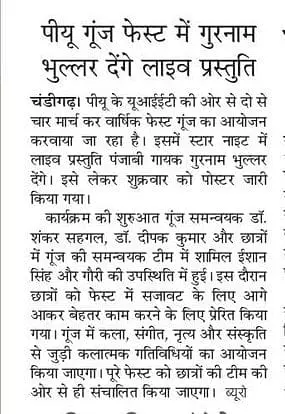 पीयू गूंज फेस्ट में गुरनाम
भुल्लर देंगे लाइव प्रस्तुति
चंडीगढ़। पीयू के यूआईईटी की ओर से दो से
चार मार्च कर वार्षिक फेस्ट गूंज का आयोजन
करवाया जा रहा है। इसमें स्टार नाइट में
लाइव प्रस्तुति पंजाबी गायक गुरनाम भुल्लर
देंगे। इसे लेकर शुक्रवार को पोस्टर जारी
किया गया।
कार्यक्रम की शुरुआत गूंज समन्वयक डॉ.
शंकर सहगल, डॉ. दीपक कुमार और छात्रों
में गूंज की समन्वयक टीम में शामिल ईशान
सिंह और गौरी की उपस्थिति में हुई। इस दौरान
छात्रों को फेस्ट में सजावट के लिए आगे
आकर बेहतर काम करने के लिए प्रेरित किया
गया। गूंज में कला, संगीत, नृत्य और संस्कृति
से जुड़ी कलात्मक गतिविधियों का आयोजन
किया जाएगा। पूरे फेस्ट को छात्रों की टीम की
ओर से ही संचालित किया जाएगा। ब्यूरो